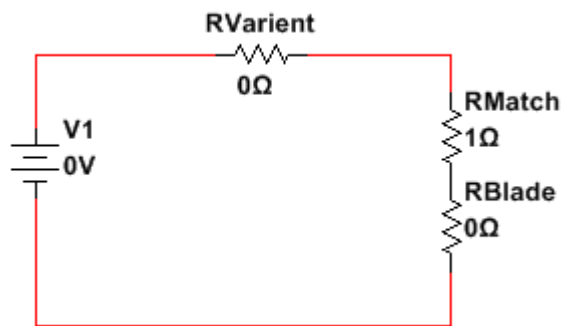 RVarient
0Ω
V1
0V
RMatch
1Ω
RBlade
0Ω